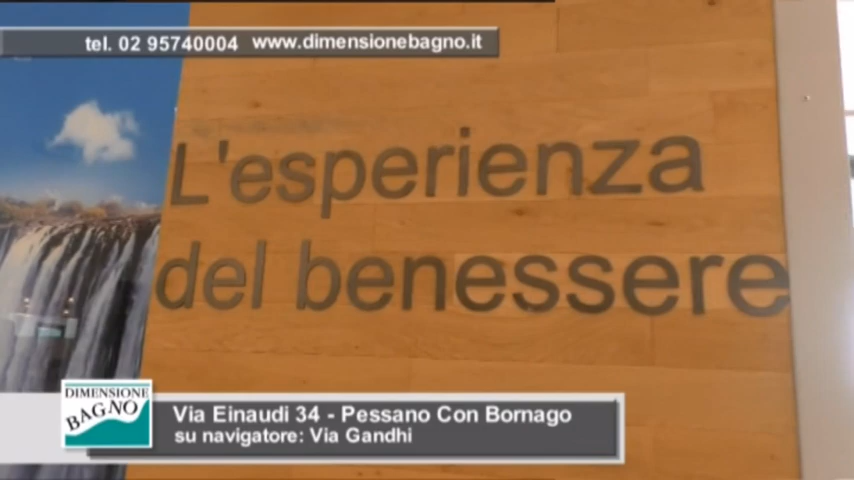 tel. 02 95740004 www.dimensionebagno.it
L'esperienza
del benessere
DIMENSIONE
BAGNO
Via Einaudi 34 - Pessano Con Bornago
su navigatore: Via Gandhi